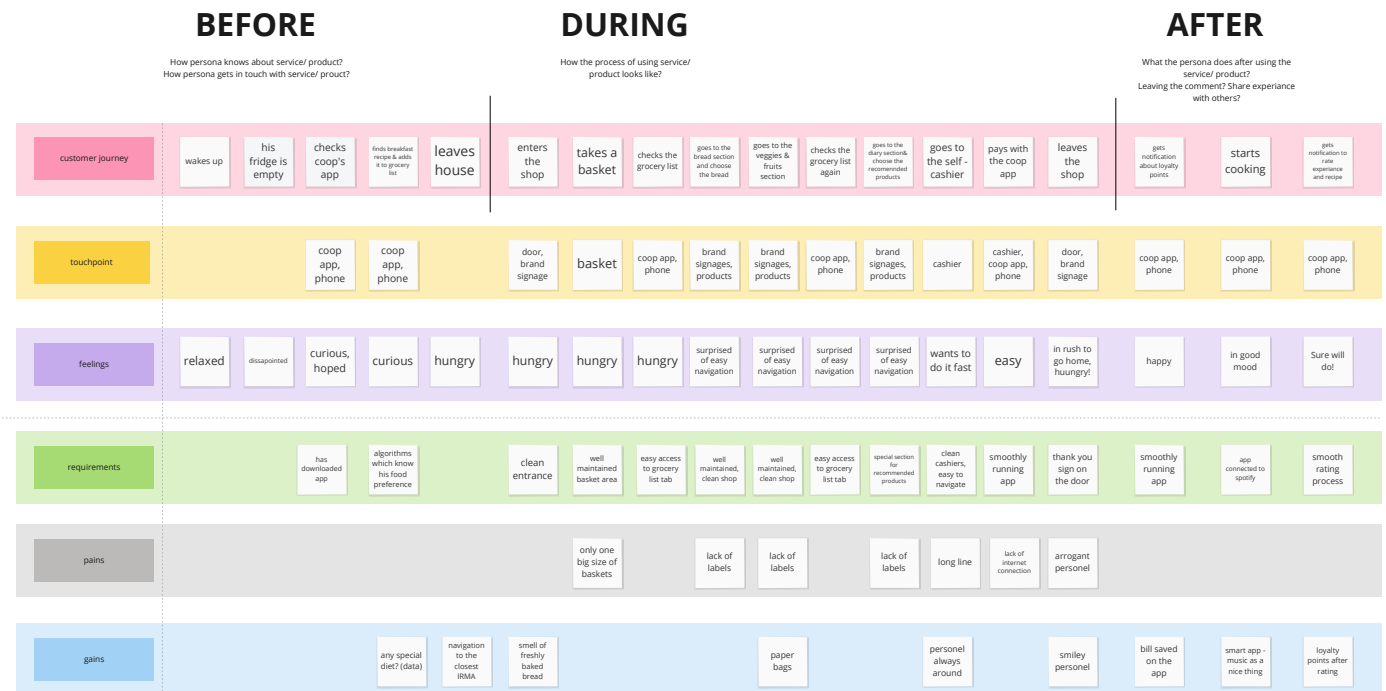 BEFORE
DURING
AFTER
How persona knows about service/ product?
How persona gets in touch with service/ prouct?
How the process of using service/
product looks like?
What the persona does after using the
service/ product?
Leaving the comment? Share experiance
with others?
customer journey
wakes up
his
fridge is
empty
checks
coop's
app
finds breakfast
recipe & adds
it to grocery
list
leaves
house
enters
the
shop
takes a
basket
checks the
grocery list
goes to the
bread section
and choose
the bread
goes to the
veggies &
fruits
section
checks the
grocery list
again
goes to the
diary section&
choose the
recomennded
products
goes to
the self -
cashier
pays with
the coop
app
leaves
the
shop
gets
notification
about loyalty
points
starts
cooking
gets
notification to
rate
experiance
and recipe
touchpoint
coop
app,
phone
coop
app,
phone
door,
brand
signage
basket
coop app,
phone
brand
signages,
products
brand
signages,
products
coop app,
phone
brand
signages,
products
cashier
cashier,
coop app,
phone
door,
brand
signage
coop app,
phone
coop app,
phone
coop app,
phone
feelings
relaxed
dissapointed
curious,
hoped
curious
hungry
hungry
hungry
hungry
surprised
of easy
navigation
surprised
of easy
navigation
surprised
of easy
navigation
surprised
of easy
navigation
wants to
do it fast
easy
in rush to
go home,
huungry!
happy
in good
mood
Sure will
do!
requirements
has
downloaded
app
algorithms
which know
his food
preference
clean
entrance
well
maintained
basket area
easy access
to grocery
list tab
well
maintained,
clean shop
well
maintained,
clean shop
easy access
to grocery
list tab
special section
for
recommended
products
clean
cashiers,
easy to
navigate
smoothly
running
app
thank you
sign on
the door
smoothly
running
app
app
connected to
spotify
smooth
rating
process
pains
only one
big size of
baskets
lack of
labels
lack of
labels
lack of
labels
long line
lack of
internet
connection
arrogant
personel
gains
any special
diet? (data)
navigation
to the
closest
IRMA
smell of
freshly
baked
bread
paper
bags
personel
always
around
smiley
personel
bill saved
on the
app
smart app -
music as a
nice thing
loyalty
points after
rating